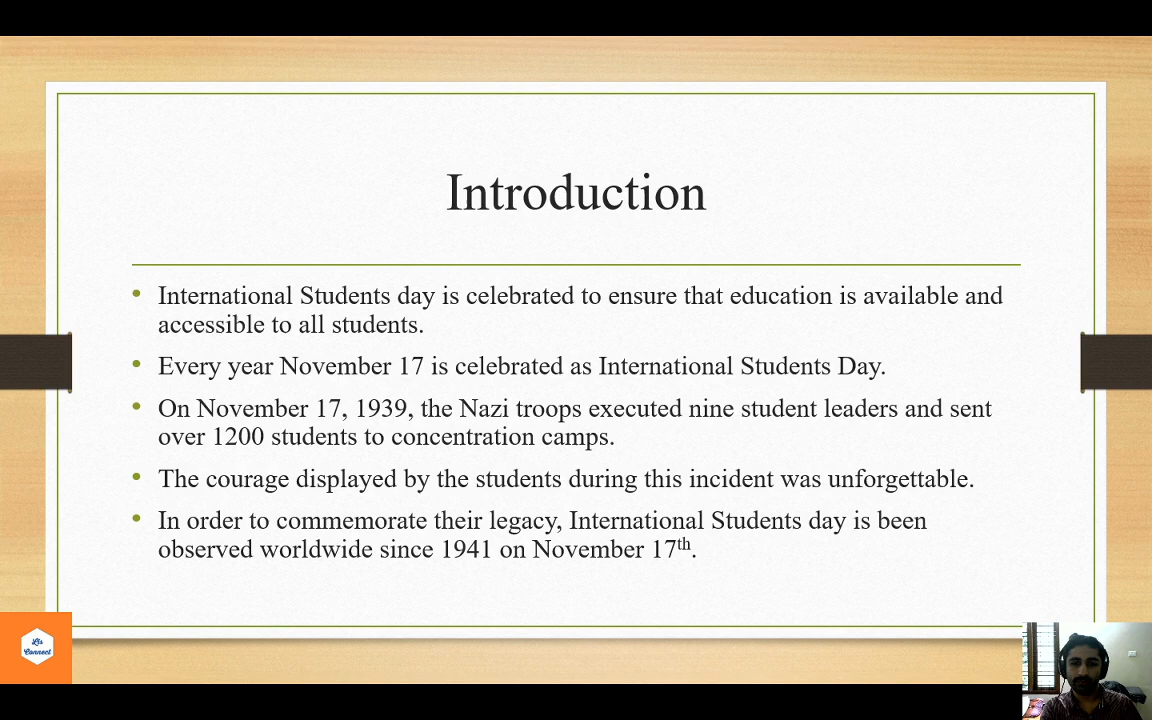 Introduction
• International Students day is celebrated to ensure that education is available and
accessible to all students.
• Every year November 17 is celebrated as International Students Day.
• On November 17, 1939, the Nazi troops executed nine student leaders and sent
over 1200 students to concentration camps.
• The courage displayed by the students during this incident was unforgettable.
• In order to commemorate their legacy, International Students day is been
observed worldwide since 1941 on November 17th.
Lets
Connect